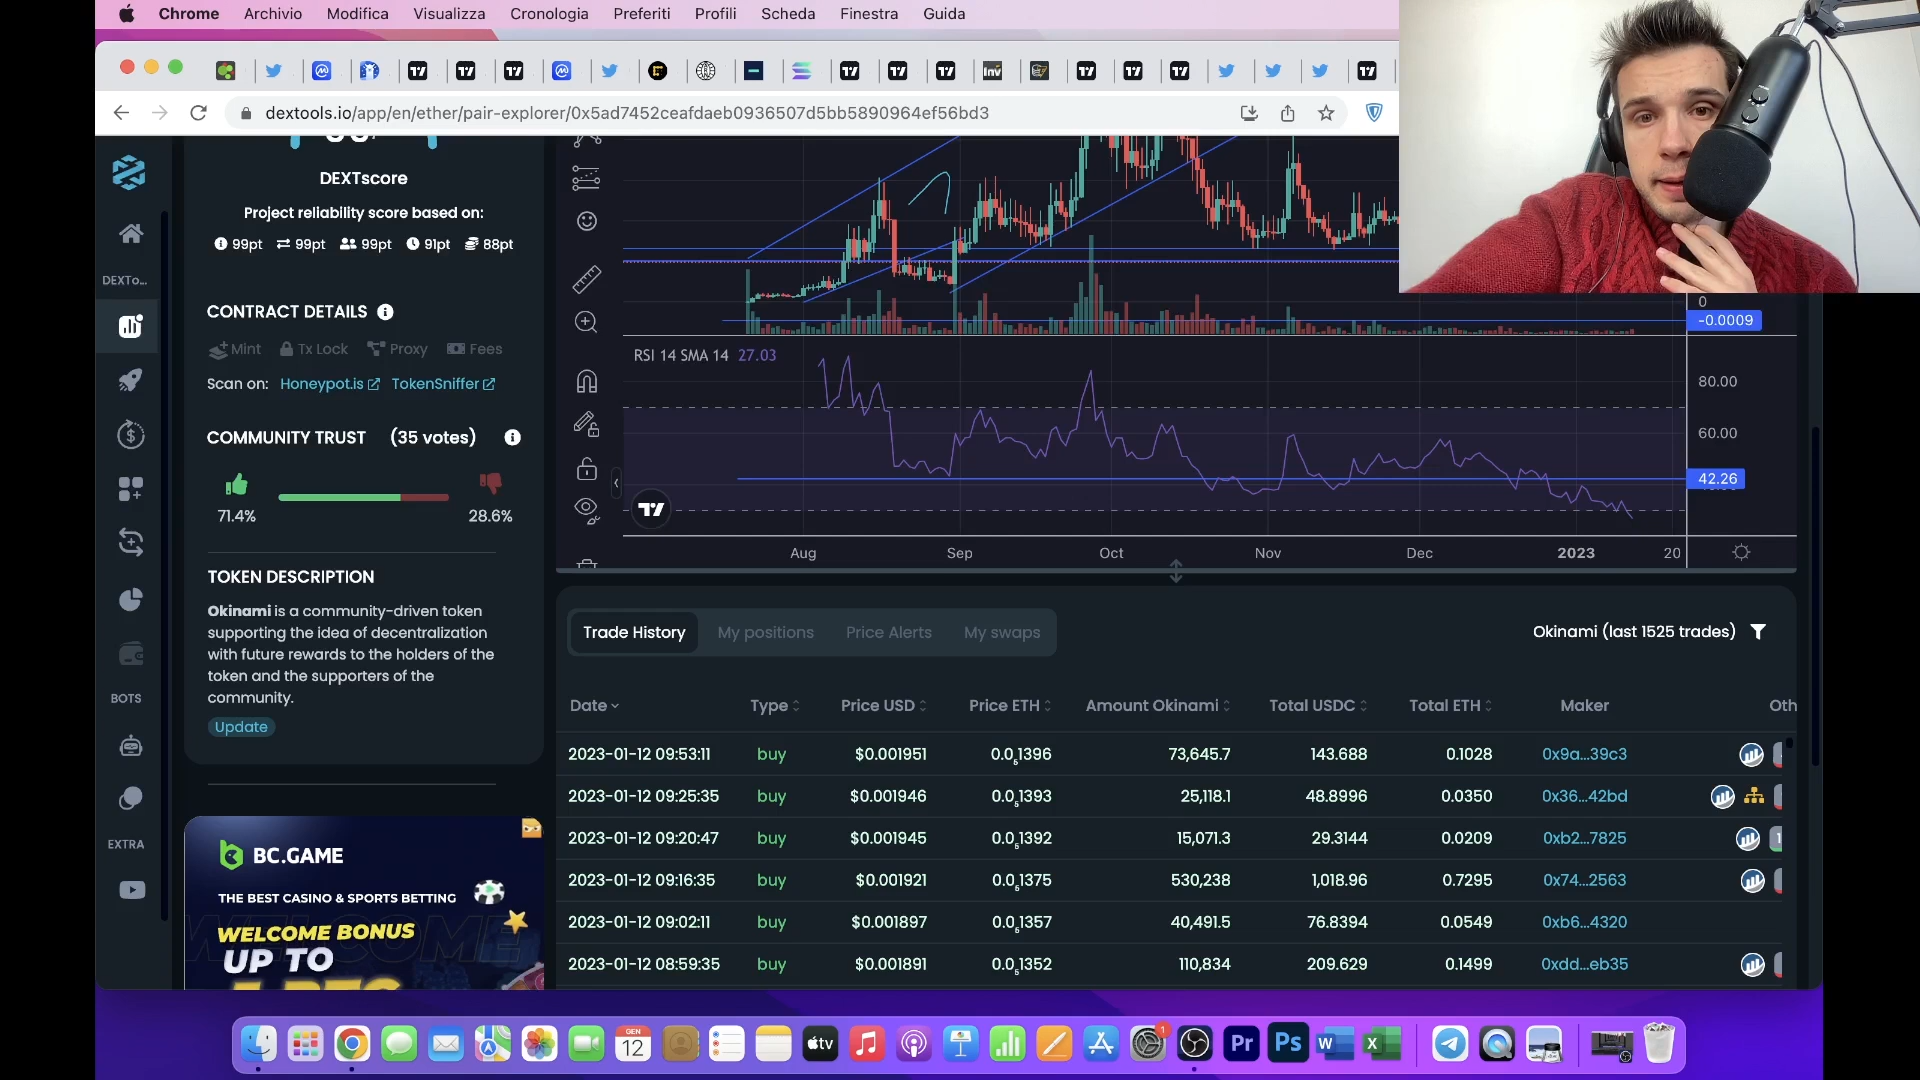 Chrome Archivio Modifica Visualizza Cronologia Preferiti Profili Scheda Finestra Guida
dextools.io/app/en/ether/pair-explorer/0x5ad7452ceafdaeb0936507d5bb5890964ef56bd3
DEXTscore
Project reliability score based on:
99pt 99pt 99pt 91pt 88pt
DEXTo...
CONTRACT DETAILS
Mint Tx Lock Proxy Fees
Scan on: Honeypot.is TokenSniffer
COMMUNITY TRUST (35 votes)
71.4% 28.6%
TOKEN DESCRIPTION
Okinami is a community-driven token
supporting the idea of decentralization
with future rewards to the holders of the
token and the supporters of the
community.
Update
BOTS
EXTRA
BC.GAME
THE BEST CASINO & SPORTS BETTING
WELCOME BONUS
UP TO
0
-0.0009
RSI 14 SMA 14 27.03
80.00
60.00
42.26
Aug Sep Oct Nov Dec 2023 20
Trade History My positions Price Alerts My swaps
Okinami (last 1525 trades)
Date Type Price USD Price ETH Amount Okinami Total USDC Total ETH Maker Oth
2023-01-12 09:53:11 buy $0.001951 0.0₅1396 73,645.7 143.688 0.1028 0x9a...39c3
2023-01-12 09:25:35 buy $0.001946 0.0₅1393 25,118.1 48.8996 0.0350 0x36...42bd
2023-01-12 09:20:47 buy $0.001945 0.0₅1392 15,071.3 29.3144 0.0209 0xb2...7825
2023-01-12 09:16:35 buy $0.001921 0.0₅1375 530,238 1,018.96 0.7295 0x74...2563
2023-01-12 09:02:11 buy $0.001897 0.0₅1357 40,491.5 76.8394 0.0549 0xb6...4320
2023-01-12 08:59:35 buy $0.001891 0.0₅1352 110,834 209.629 0.1499 0xdd...eb35
GEN
12
tv
1
Pr Ps W X